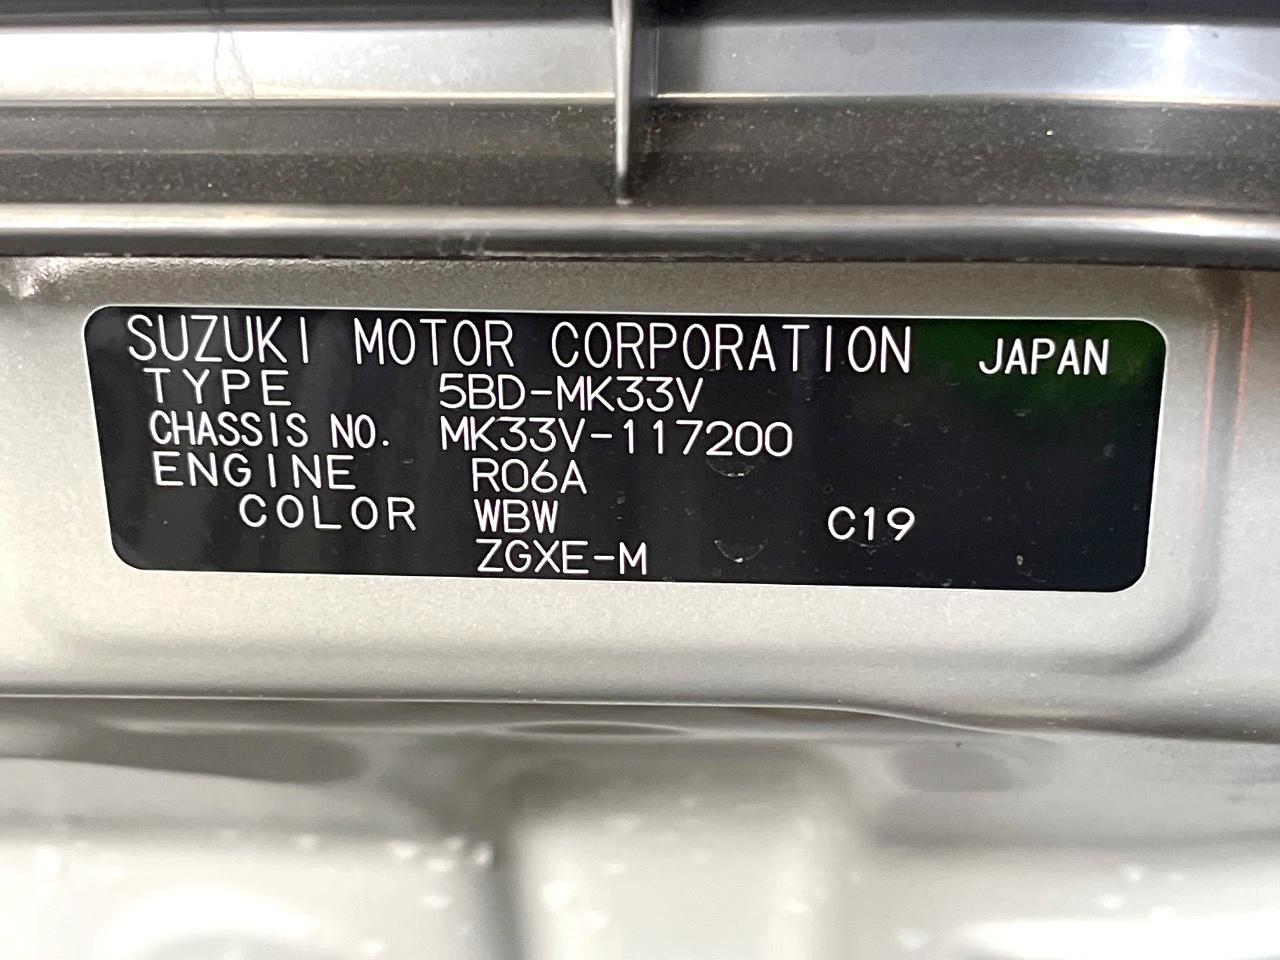 SUZUKI MOTOR CORPORATION JAPAN
TYPE 5BD-MK33V
CHASSIS NO. MK33V-117200
ENGINE R06A
COLOR WBW C19
ZGXE-M